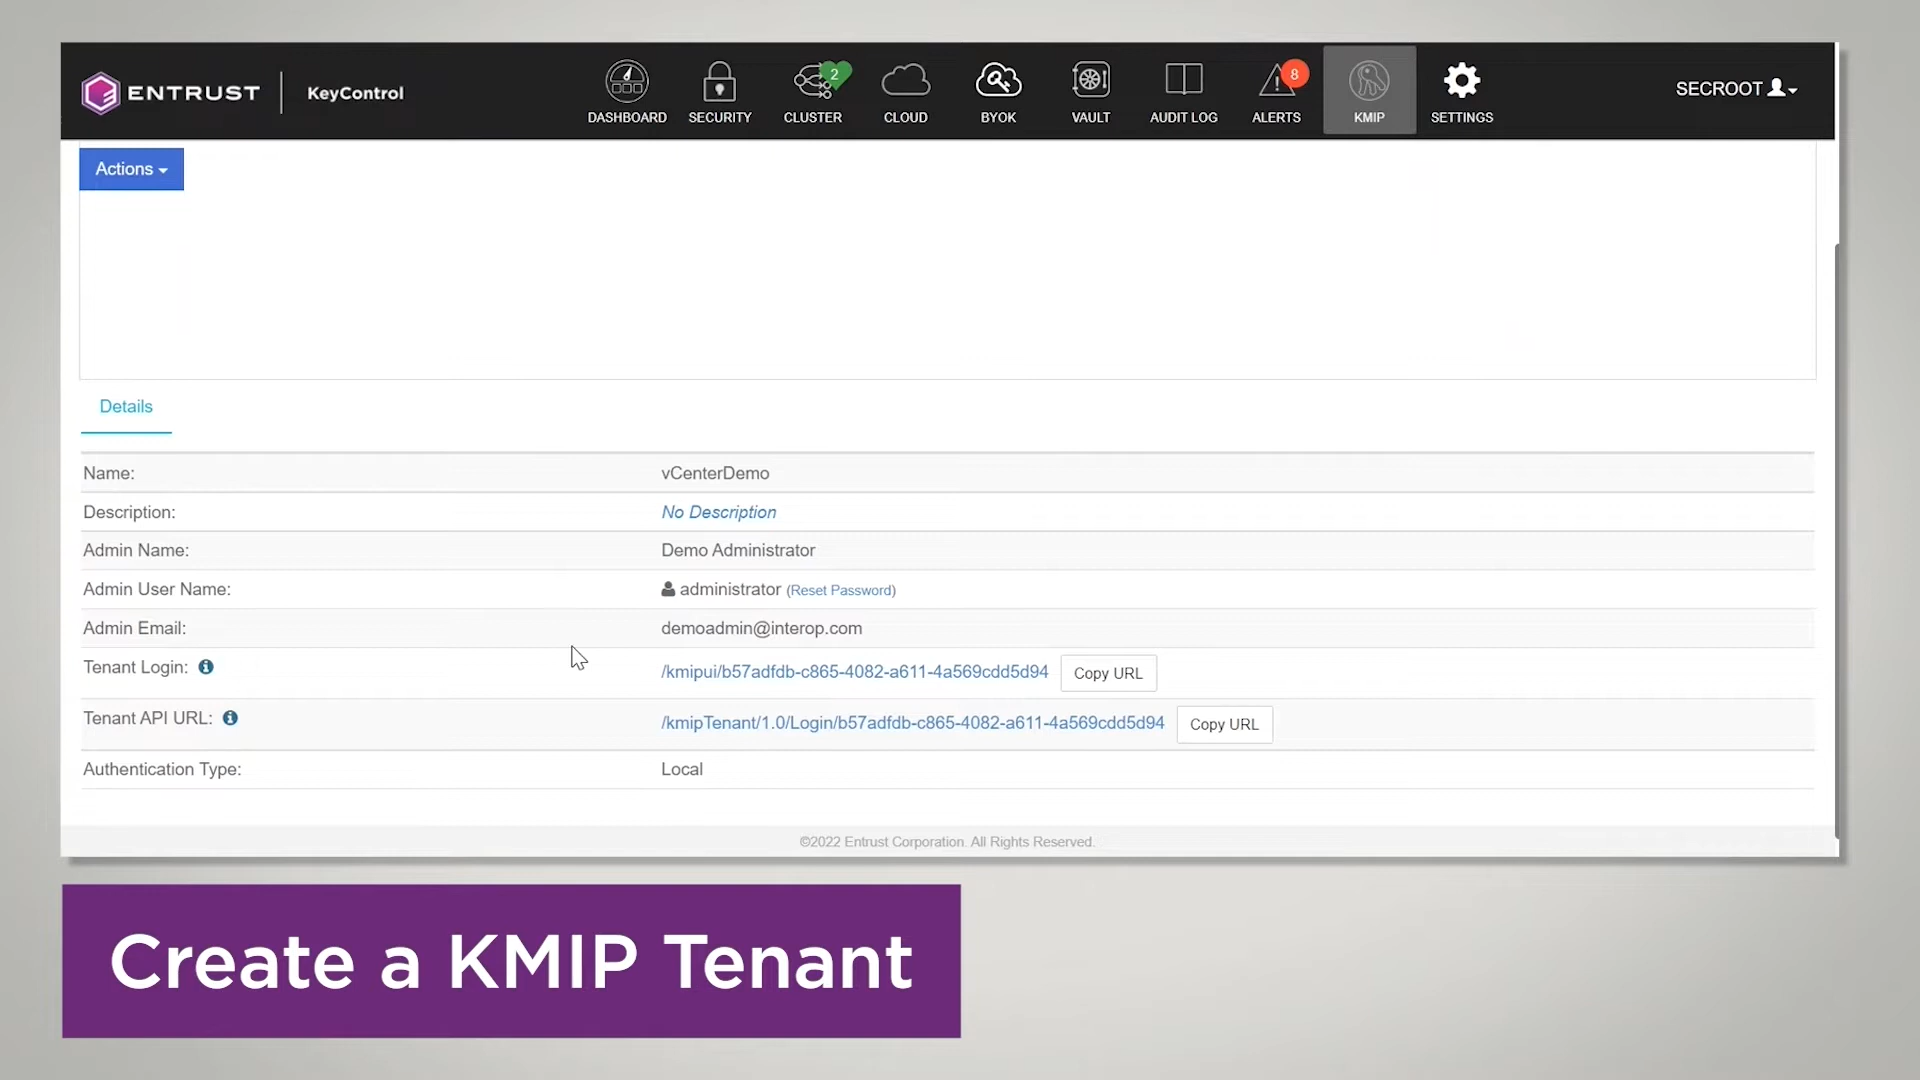 ENTRUST | KeyControl
DASHBOARD
SECURITY
2
CLUSTER
CLOUD
BYOK
VAULT
AUDIT LOG
8
ALERTS
KMIP
SETTINGS
SECROOT
Actions
Details
Name: vCenterDemo
Description: No Description
Admin Name: Demo Administrator
Admin User Name: administrator (Reset Password)
Admin Email: demoadmin@interop.com
Tenant Login: /kmipui/b57adfdb-c865-4082-a611-4a569cdd5d94 Copy URL
Tenant API URL: /kmipTenant/1.0/Login/b57adfdb-c865-4082-a611-4a569cdd5d94 Copy URL
Authentication Type: Local
©2022 Entrust Corporation. All Rights Reserved.
Create a KMIP Tenant